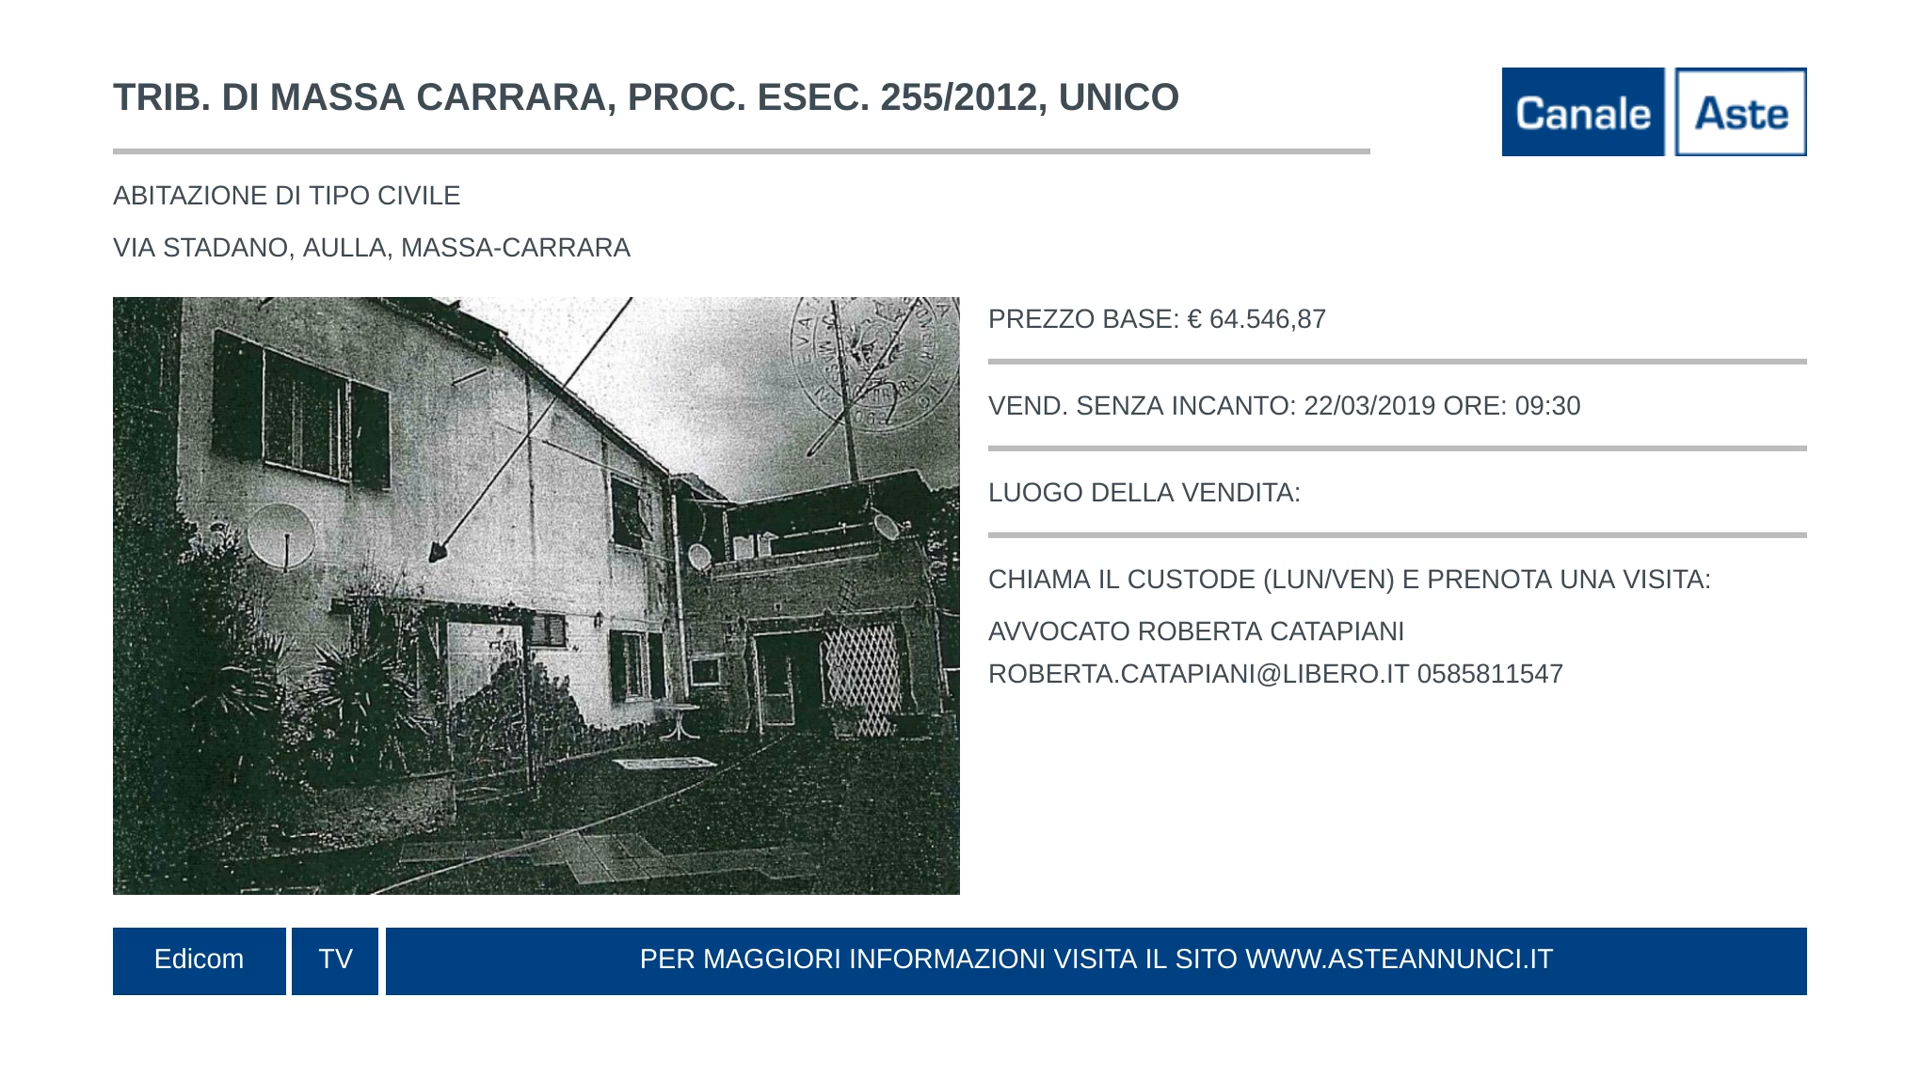 TRIB. DI MASSA CARRARA, PROC. ESEC. 255/2012, UNICO
Canale Aste
ABITAZIONE DI TIPO CIVILE
VIA STADANO, AULLA, MASSA-CARRARA
PREZZO BASE: € 64.546,87
VEND. SENZA INCANTO: 22/03/2019 ORE: 09:30
LUOGO DELLA VENDITA:
CHIAMA IL CUSTODE (LUN/VEN) E PRENOTA UNA VISITA:
AVVOCATO ROBERTA CATAPIANI
ROBERTA.CATAPIANI@LIBERO.IT 0585811547
Edicom TV PER MAGGIORI INFORMAZIONI VISITA IL SITO WWW.ASTEANNUNCI.IT